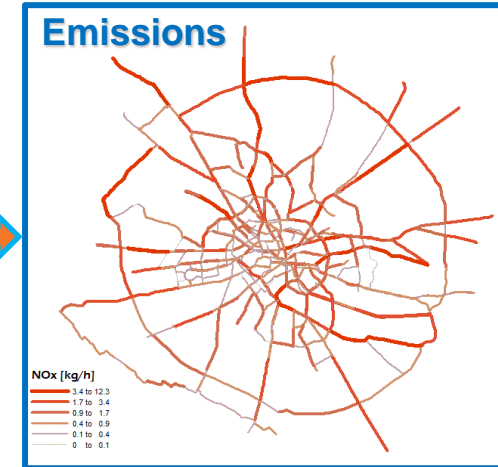 Emissions
NOx [kg/h]
3.4 to 12.3
1.7 to 3.4
0.9 to 1.7
0.4 to 0.9
0.1 to 0.4
0 to 0.1